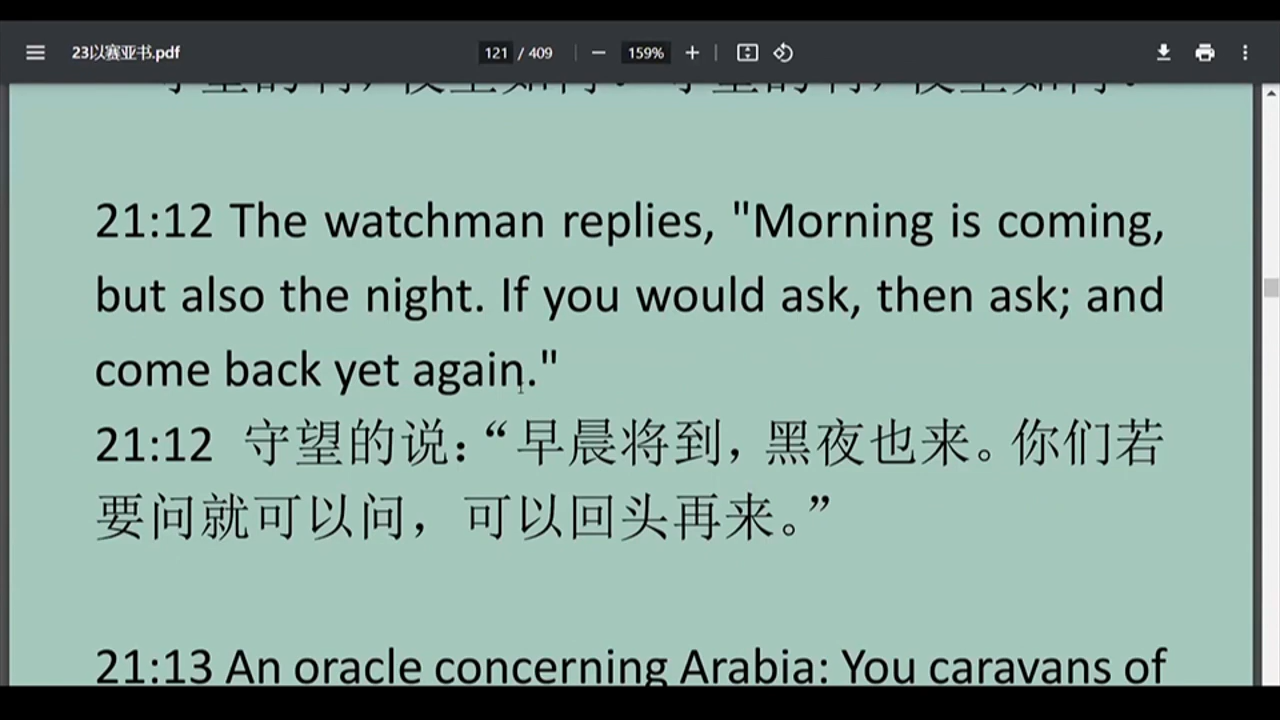 23以赛亚书.pdf
121 / 409
159%
21:12 The watchman replies, "Morning is coming,
but also the night. If you would ask, then ask; and
come back yet again."
21:12 守望的说：“早晨将到，黑夜也来。你们若
要问就可以问，可以回头再来。”
21:13 An oracle concerning Arabia: You caravans of